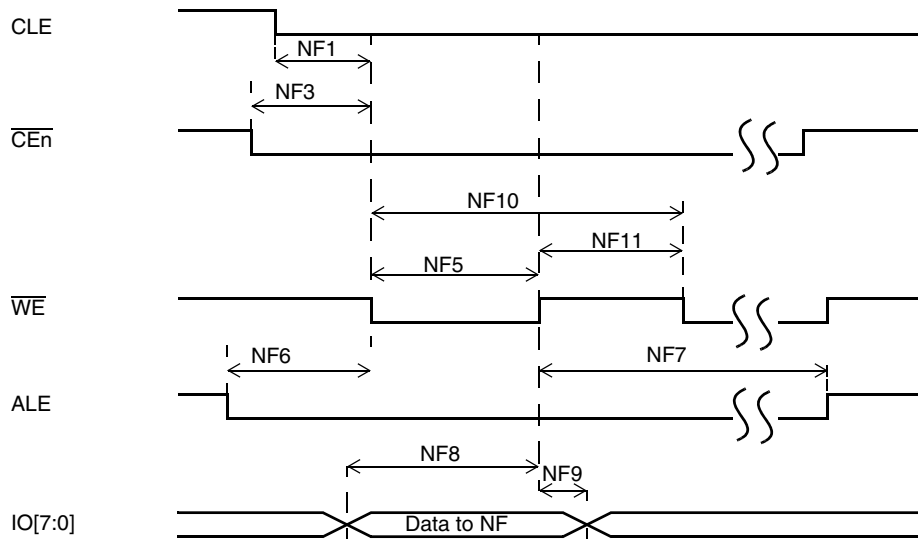 CLE
NF1
NF3
CEn
NF10
NF11
NF5
WE
NF6
NF7
ALE
NF8
NF9
IO[7:0]
Data to NF